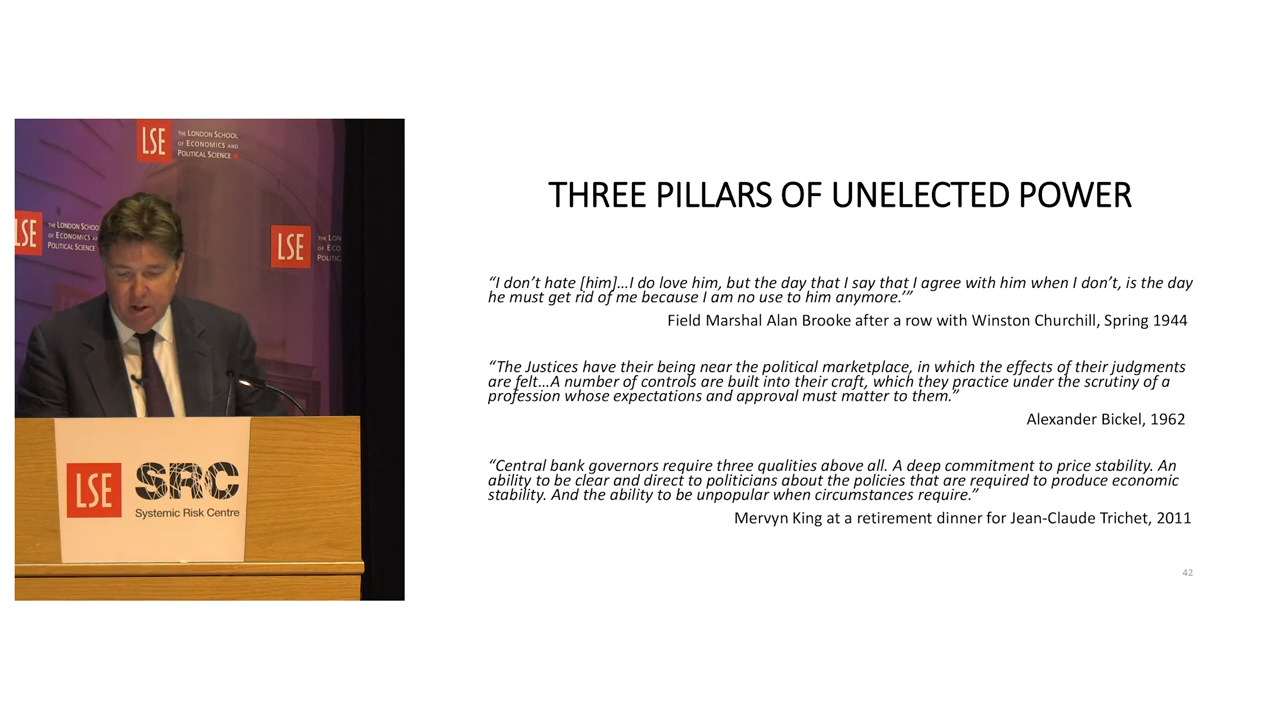 LSE
THE LONDON SCHOOL
OF ECONOMICS AND
POLITICAL SCIENCE
LSE
THE LONDON SCHOO
OF ECONOMICS A
POLITICAL SCIENCE
LSE
THE LON
OF ECO
POLITIC
LSE
SRC
Systemic Risk Centre
THREE PILLARS OF UNELECTED POWER
“I don’t hate [him]…I do love him, but the day that I say that I agree with him when I don’t, is the day
he must get rid of me because I am no use to him anymore.’”
Field Marshal Alan Brooke after a row with Winston Churchill, Spring 1944
“The Justices have their being near the political marketplace, in which the effects of their judgments
are felt…A number of controls are built into their craft, which they practice under the scrutiny of a
profession whose expectations and approval must matter to them.”
Alexander Bickel, 1962
“Central bank governors require three qualities above all. A deep commitment to price stability. An
ability to be clear and direct to politicians about the policies that are required to produce economic
stability. And the ability to be unpopular when circumstances require.”
Mervyn King at a retirement dinner for Jean-Claude Trichet, 2011
42